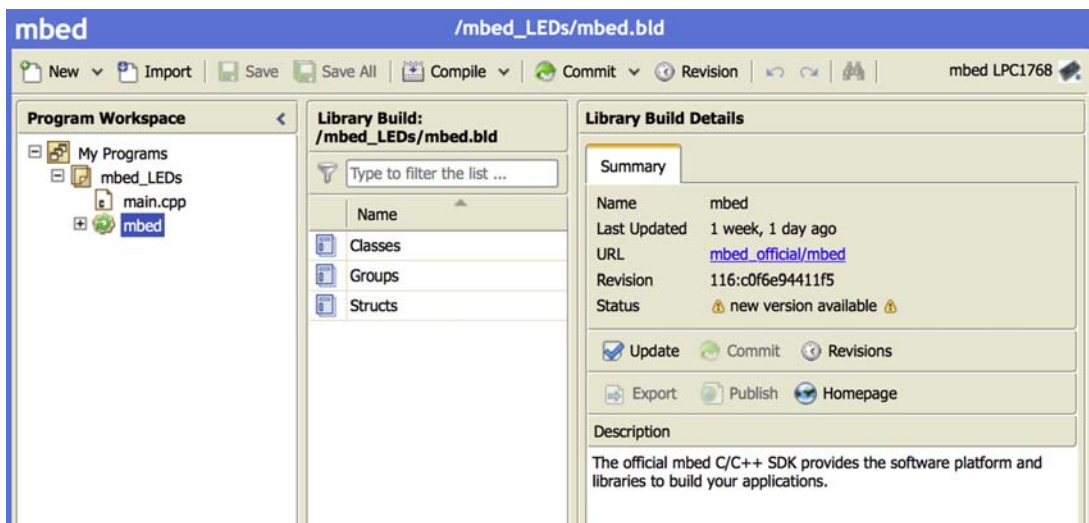 mbed
/mbed_LEDs/mbed.bld
New Import Save Save All Compile Commit Revision mbed LPC1768
Program Workspace
My Programs
mbed_LEDs
main.cpp
mbed
Library Build:
/mbed_LEDs/mbed.bld
Type to filter the list ...
Name
Classes
Groups
Structs
Library Build Details
Summary
Name mbed
Last Updated 1 week, 1 day ago
URL mbed_official/mbed
Revision 116:c0f6e94411f5
Status new version available
Update Commit Revisions
Export Publish Homepage
Description
The official mbed C/C++ SDK provides the software platform and
libraries to build your applications.